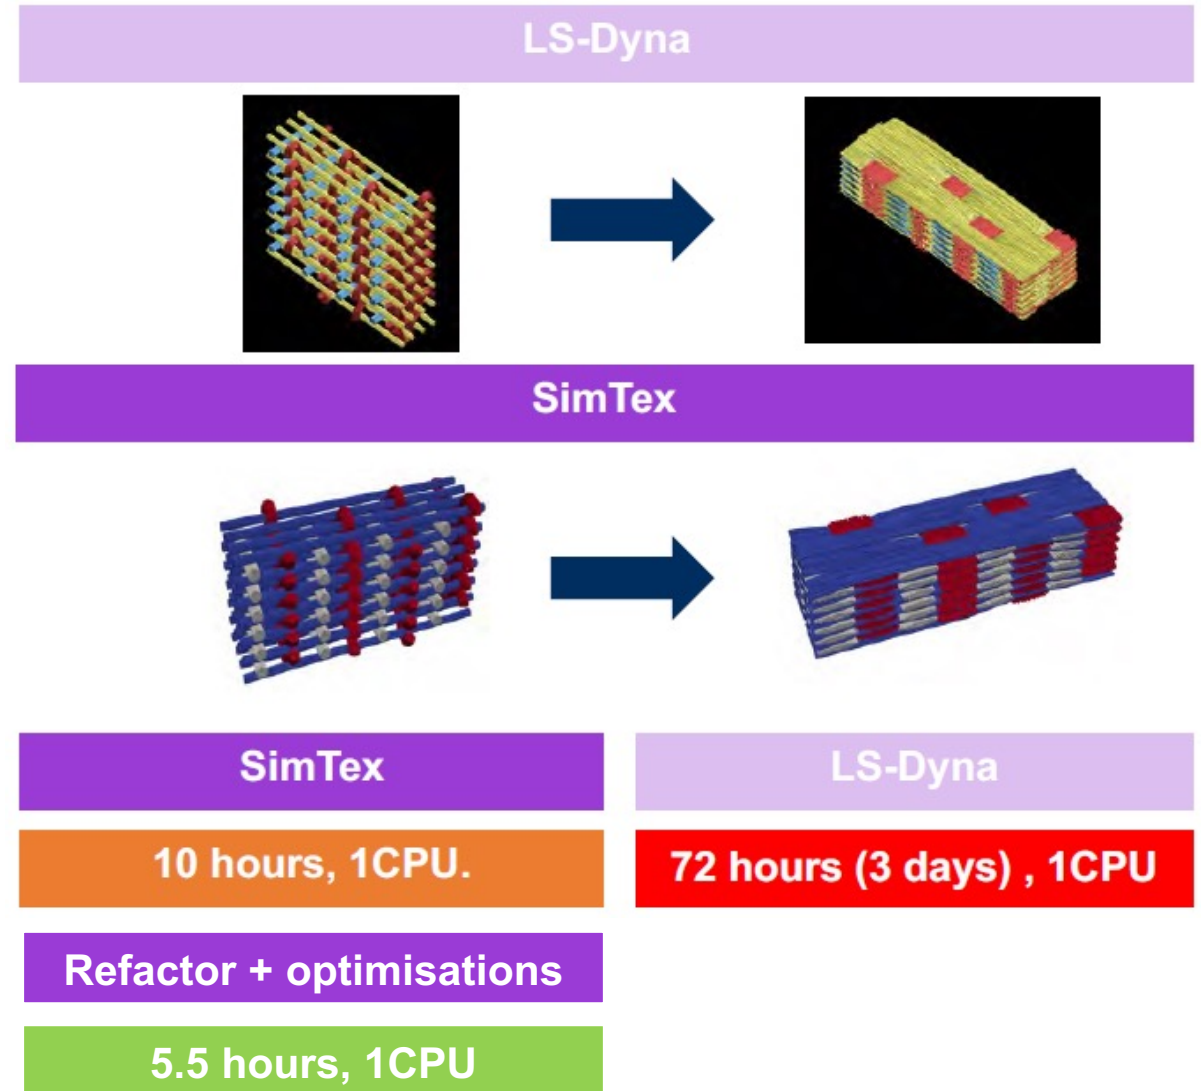 LS-Dyna
SimTex
SimTex
LS-Dyna
10 hours, 1CPU.
72 hours (3 days) , 1CPU
Refactor + optimisations
5.5 hours, 1CPU